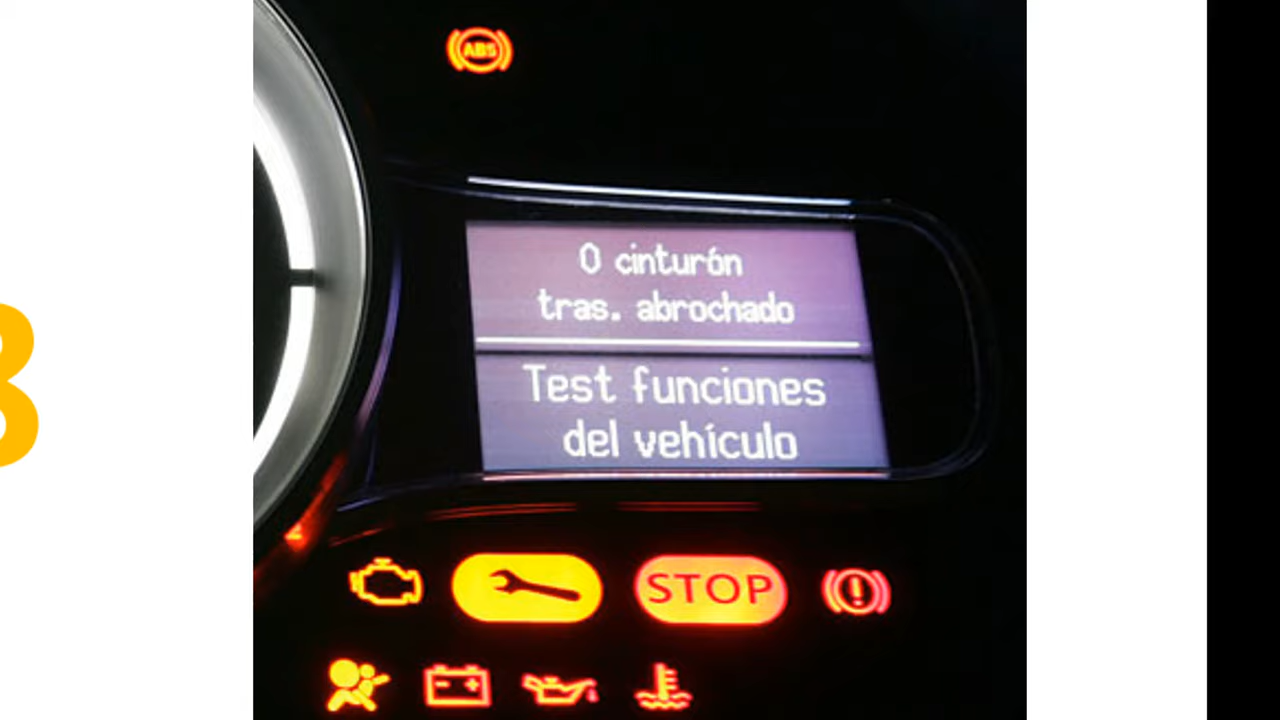 ABS
0 cinturón
tras. abrochado
Test funciones
del vehículo
STOP